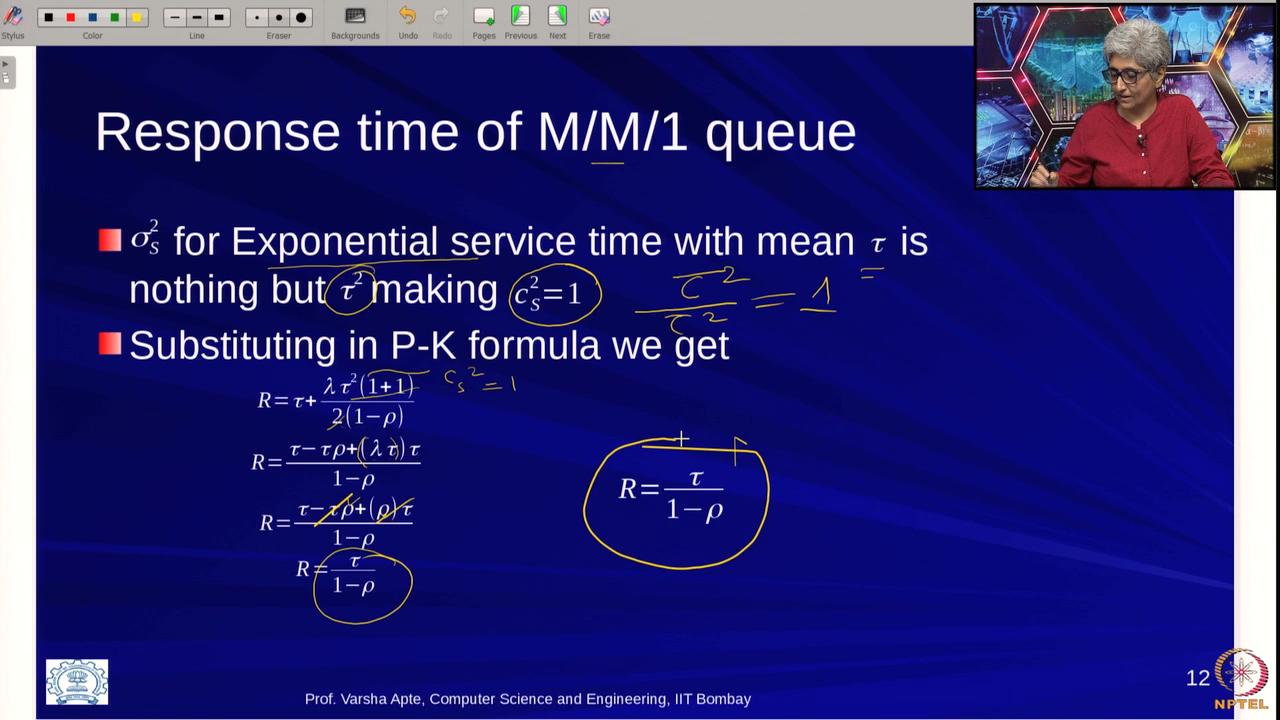 Stylus
Color
Line
Eraser
Backgrounds
Undo
Redo
Pages
Previous
Next
Erase
Response time of M/M/1 queue
σ_S^2 for Exponential service time with mean τ is
nothing but τ^2 making c_S^2=1
τ^2/τ^2 = 1
Substituting in P-K formula we get
R=τ+ λτ^2(1+1)/2(1−ρ)
c_s^2=1
R= τ−τρ+(λτ)τ/1−ρ
R= τ−τρ+(ρ)τ/1−ρ
R= τ/1−ρ
R= τ/1−ρ
12
Prof. Varsha Apte, Computer Science and Engineering, IIT Bombay
NPTEL